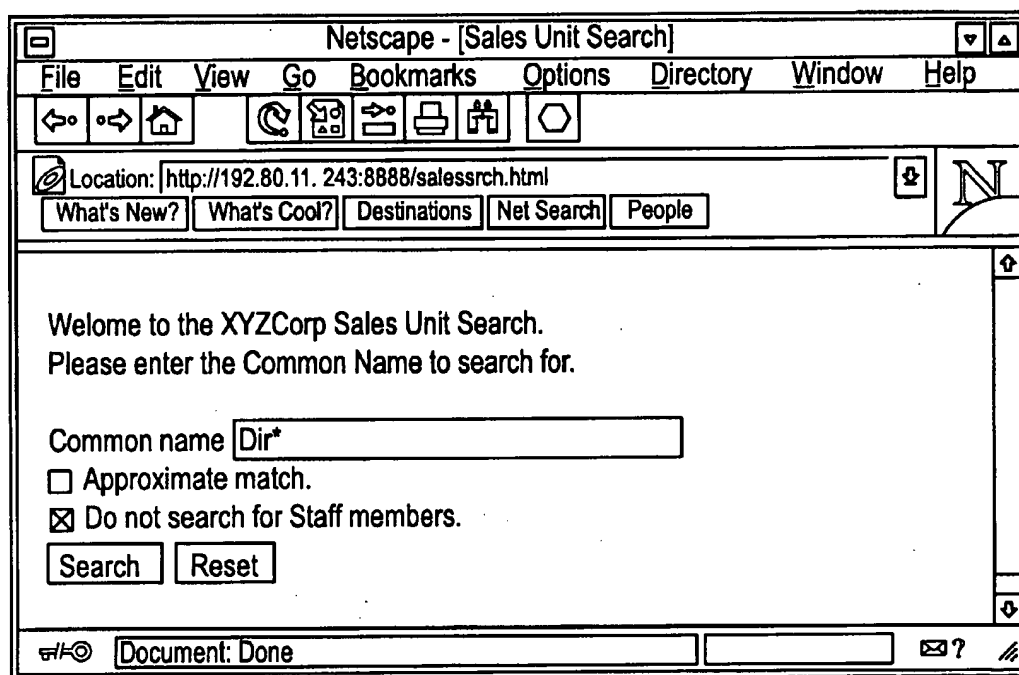 Netscape - [Sales Unit Search]
File Edit View Go Bookmarks Options Directory Window Help
Location: http://192.80.11. 243:8888/salessrch.html
N
What's New? What's Cool? Destinations Net Search People
Welome to the XYZCorp Sales Unit Search.
Please enter the Common Name to search for.
Common name Dir*
Approximate match.
Do not search for Staff members.
Search Reset
Document: Done
?